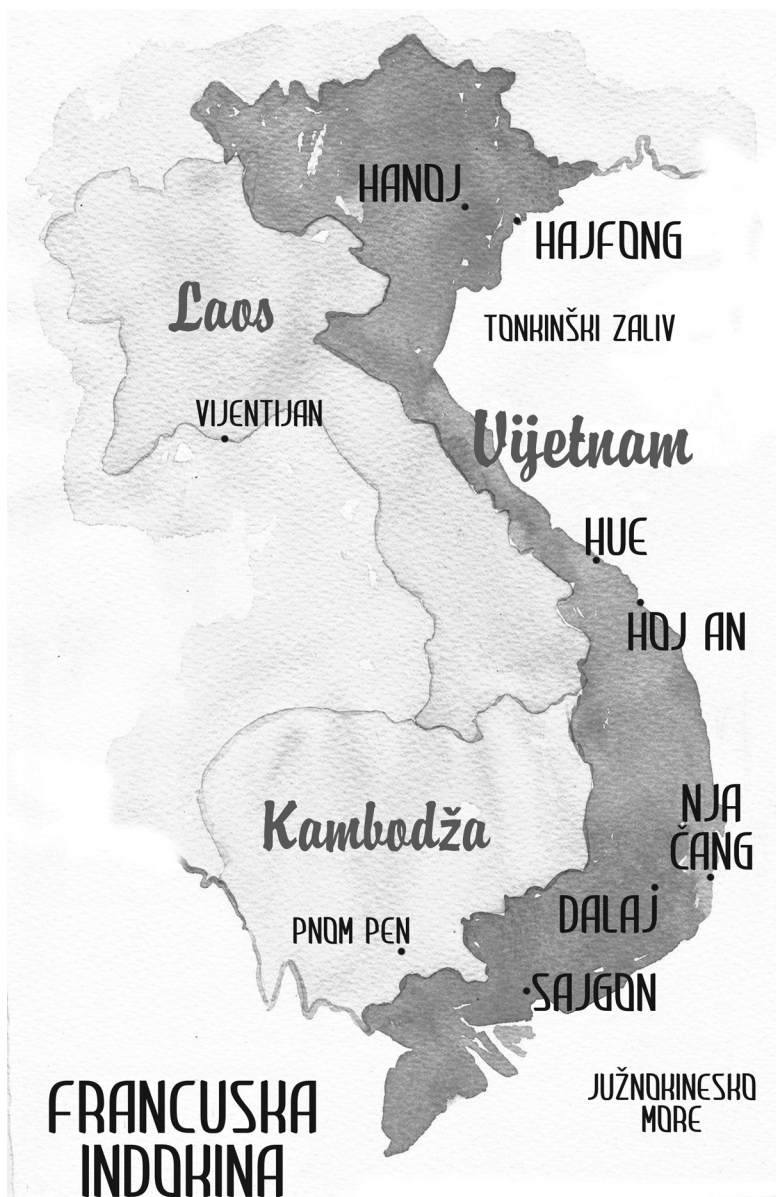 HANOJ
HAJFONG
TONKINŠKI ZALIV
Laos
VIJENTIJAN
Vijetnam
HUE
HOJ AN
Kambodža
NJA
ČANG
DALAJ
PNOM PEN
SAJGON
JUŽNOKINESKO
MORE
FRANCUSKA
INDOKINA